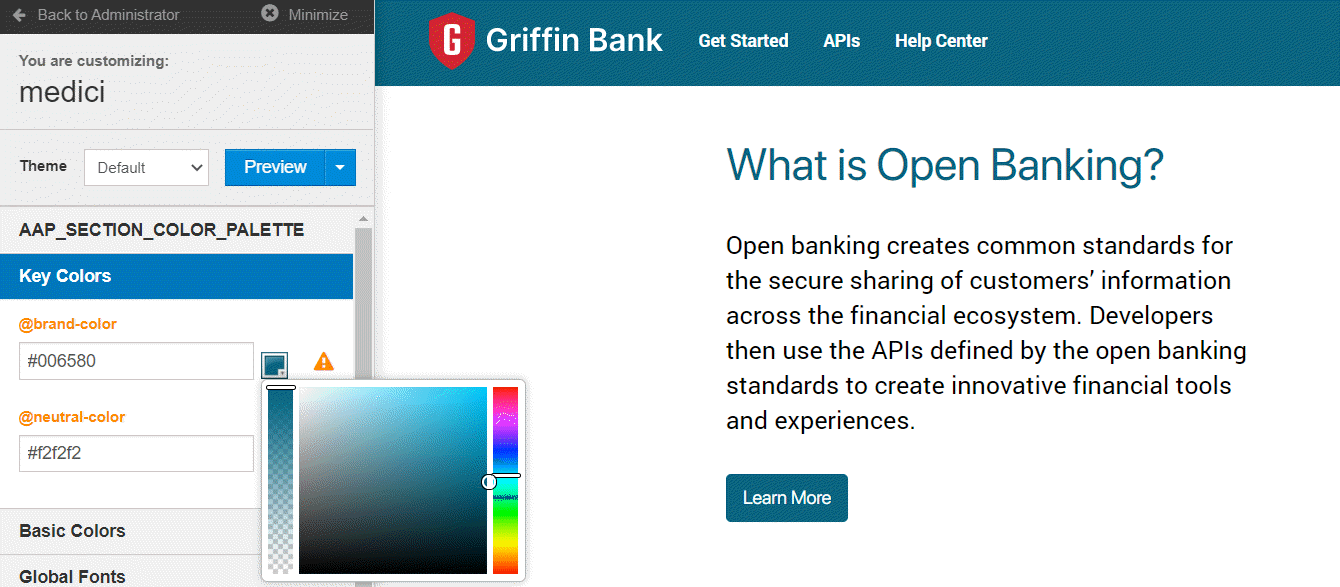 Back to Administrator
Minimize
You are customizing:
medici
Theme
Default
Preview
AAP_SECTION_COLOR_PALETTE
Key Colors
@brand-color
#006580
@neutral-color
#f2f2f2
Basic Colors
Global Fonts
G
Griffin Bank
Get Started
APIs
Help Center
What is Open Banking?
Open banking creates common standards for
the secure sharing of customers’ information
across the financial ecosystem. Developers
then use the APIs defined by the open banking
standards to create innovative financial tools
and experiences.
Learn More